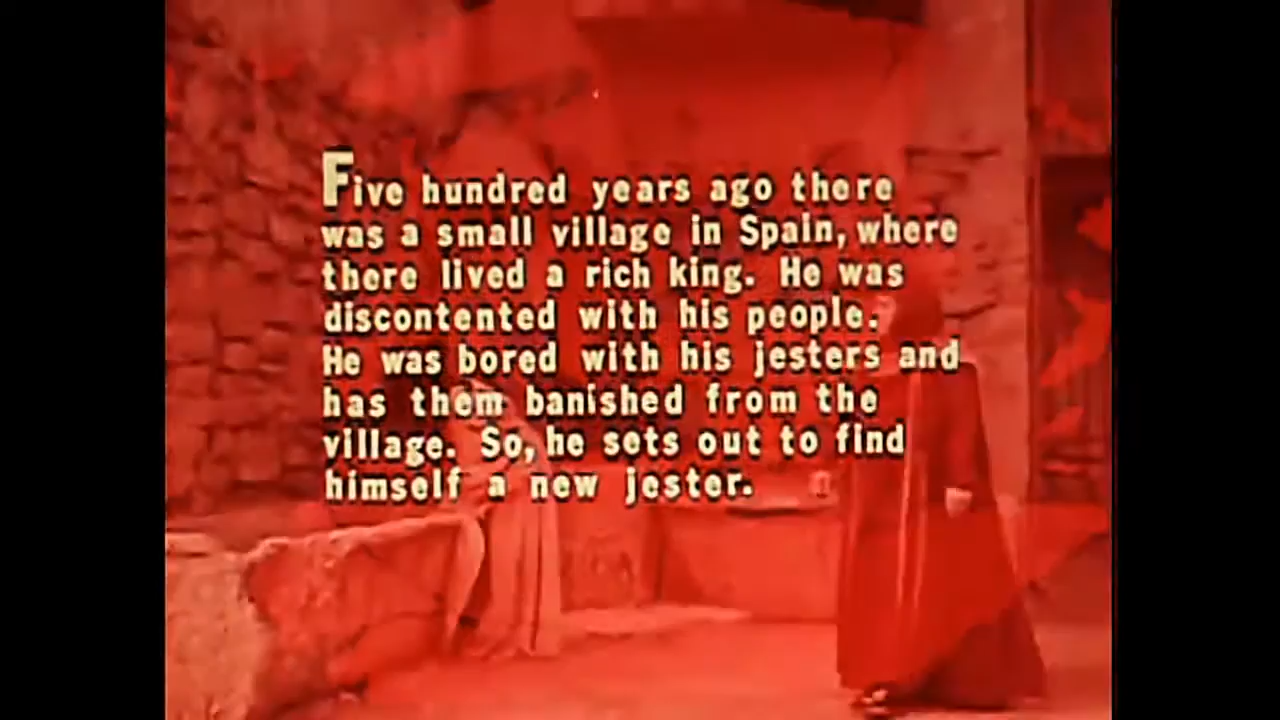 Five hundred years ago there
was a small village in Spain, where
there lived a rich king. He was
discontented with his people.
He was bored with his jesters and
has them banished from the
village. So, he sets out to find
himself a new jester.